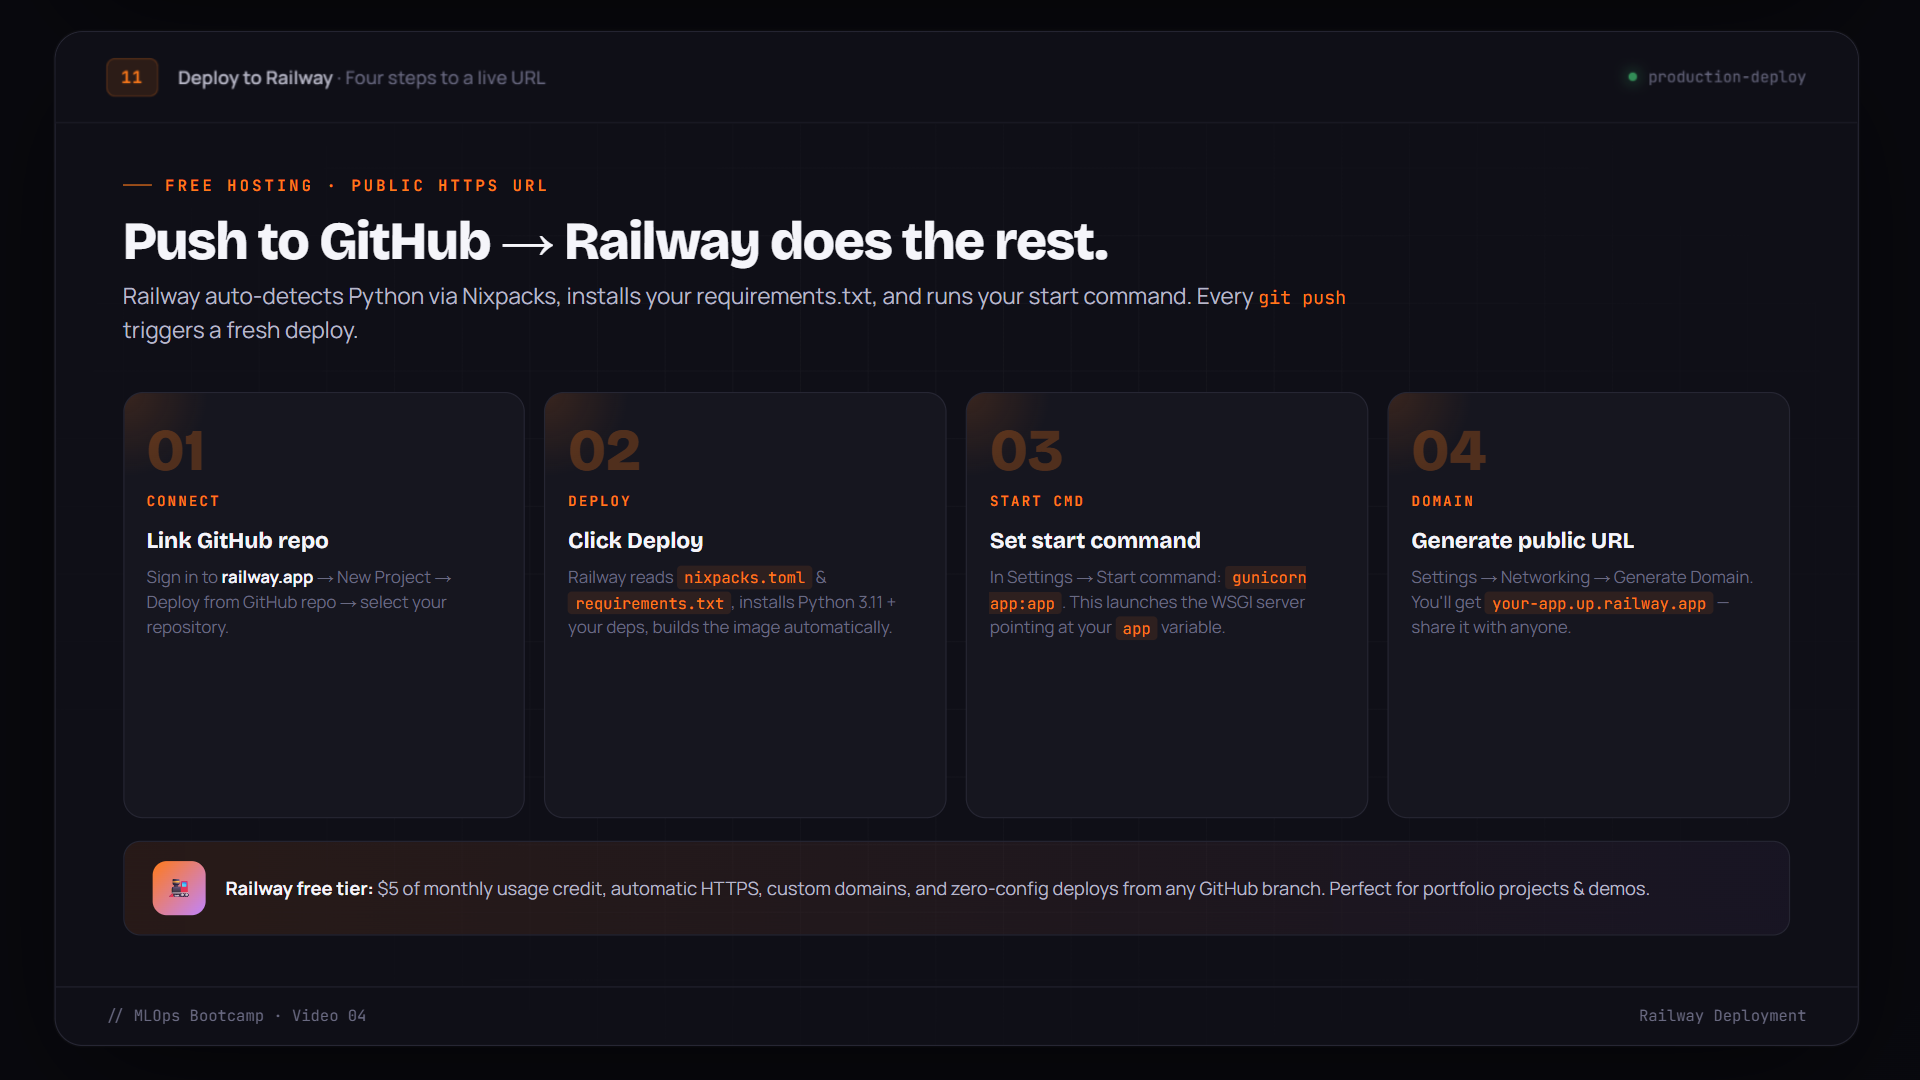 11 Deploy to Railway · Four steps to a live URL
production-deploy
FREE HOSTING · PUBLIC HTTPS URL
Push to GitHub → Railway does the rest.
Railway auto-detects Python via Nixpacks, installs your requirements.txt, and runs your start command. Every git push
triggers a fresh deploy.
01
CONNECT
Link GitHub repo
Sign in to railway.app → New Project →
Deploy from GitHub repo → select your
repository.
02
DEPLOY
Click Deploy
Railway reads nixpacks.toml &
requirements.txt, installs Python 3.11 +
your deps, builds the image automatically.
03
START CMD
Set start command
In Settings → Start command: gunicorn
app:app. This launches the WSGI server
pointing at your app variable.
04
DOMAIN
Generate public URL
Settings → Networking → Generate Domain.
You'll get your-app.up.railway.app —
share it with anyone.
Railway free tier: $5 of monthly usage credit, automatic HTTPS, custom domains, and zero-config deploys from any GitHub branch. Perfect for portfolio projects & demos.
// MLOps Bootcamp · Video 04
Railway Deployment